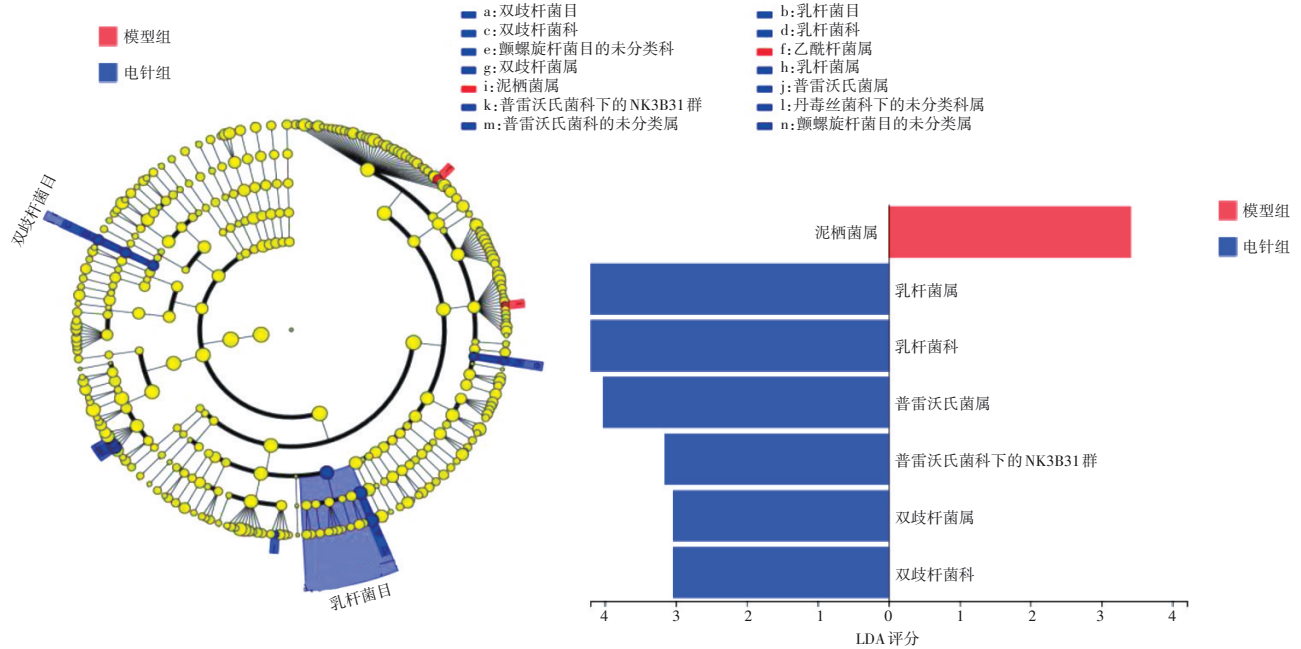 模型组
电针组
a:双歧杆菌目
b:乳杆菌目
c:双歧杆菌科
d:乳杆菌科
e:颤螺旋杆菌目的未分类科
f:乙酰杆菌属
g:双歧杆菌属
h:乳杆菌属
i:泥栖菌属
j:普雷沃氏菌属
k:普雷沃氏菌科下的NK3B31群
l:丹毒丝菌科下的未分类科属
m:普雷沃氏菌科的未分类属
n:颤螺旋杆菌目的未分类属
双歧杆菌目
乳杆菌目
模型组
电针组
泥栖菌属
乳杆菌属
乳杆菌科
普雷沃氏菌属
普雷沃氏菌科下的NK3B31群
双歧杆菌属
双歧杆菌科
4 3 2 1 0 1 2 3 4
LDA评分